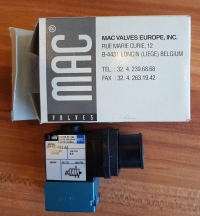 MAC
VALVES
MAC VALVES EUROPE, INC.
RUE MARIE CURIE, 12
B-4431 LONCIN (LIEGE) BELGIUM
TEL : 32. 4. 239.68.68
FAX : 32. 4. 263.19.42